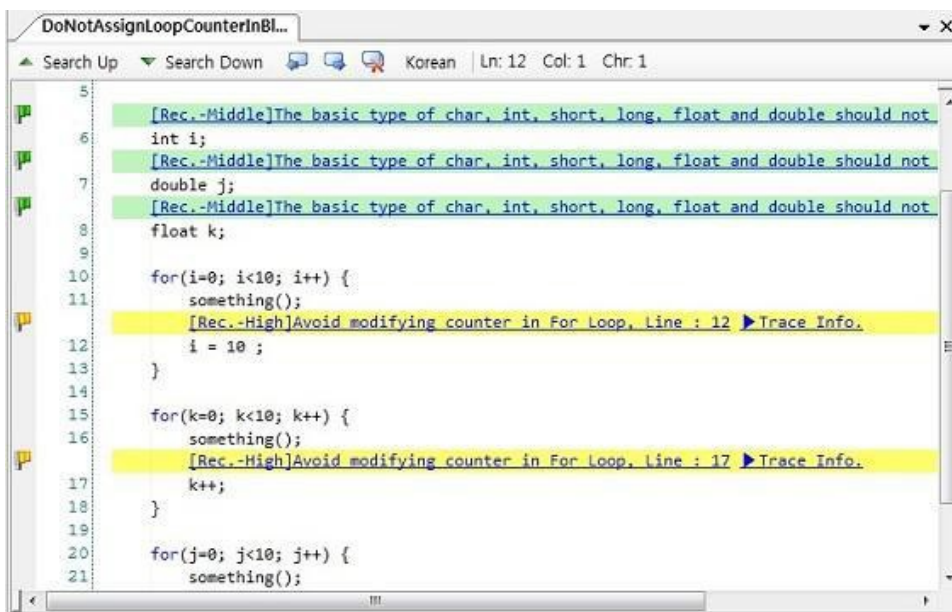 DoNotAssignLoopCounterInBl...
Search Up Search Down Korean Ln: 12 Col: 1 Chr: 1
5
[Rec.-Middle]The basic type of char, int, short, long, float and double should not
6 int i;
[Rec.-Middle]The basic type of char, int, short, long, float and double should not
7 double j;
[Rec.-Middle]The basic type of char, int, short, long, float and double should not
8 float k;
9
10 for(i=0; i<10; i++) {
11 something();
[Rec.-High]Avoid modifying counter in For Loop, Line : 12 ▶Trace Info.
12 i = 10 ;
13 }
14
15 for(k=0; k<10; k++) {
16 something();
[Rec.-High]Avoid modifying counter in For Loop, Line : 17 ▶Trace Info.
17 k++;
18 }
19
20 for(j=0; j<10; j++) {
21 something();